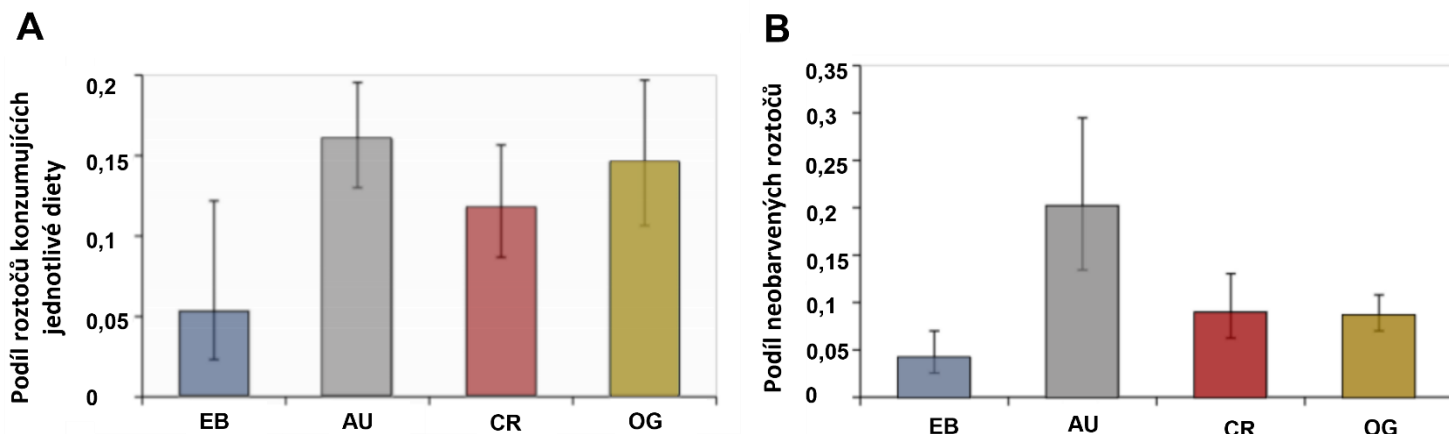 A
Podíl roztočů konzumujících
jednotlivé diety
0,2
0,15
0,1
0,05
0
EB AU CR OG
B
Podíl neobarvených roztočů
0,35
0,3
0,25
0,2
0,15
0,1
0,05
0
EB AU CR OG